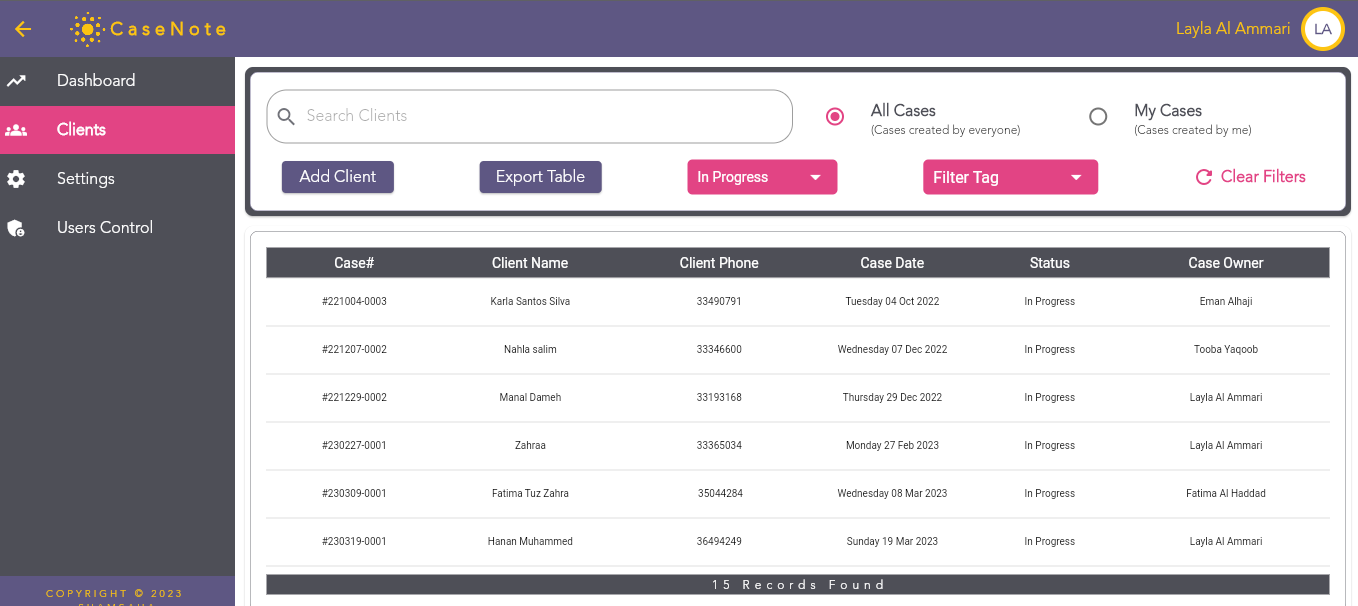 CaseNote
Layla Al Ammari LA
Dashboard
Clients
Settings
Users Control
Search Clients
All Cases
(Cases created by everyone)
My Cases
(Cases created by me)
Add Client Export Table In Progress Filter Tag Clear Filters
Case# Client Name Client Phone Case Date Status Case Owner
#221004-0003 Karla Santos Silva 33490791 Tuesday 04 Oct 2022 In Progress Eman Alhaji
#221207-0002 Nahla salim 33346600 Wednesday 07 Dec 2022 In Progress Tooba Yaqoob
#221229-0002 Manal Dameh 33193168 Thursday 29 Dec 2022 In Progress Layla Al Ammari
#230227-0001 Zahraa 33365034 Monday 27 Feb 2023 In Progress Layla Al Ammari
#230309-0001 Fatima Tuz Zahra 35044284 Wednesday 08 Mar 2023 In Progress Fatima Al Haddad
#230319-0001 Hanan Muhammed 36494249 Sunday 19 Mar 2023 In Progress Layla Al Ammari
15 Records Found
COPYRIGHT © 2023